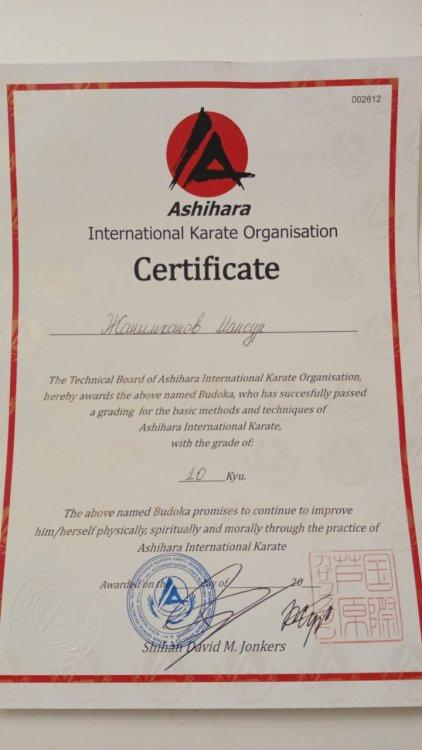 002612
Ashihara
International Karate Organisation
Certificate
Жанымханов Мансур
The Technical Board of Ashihara International Karate Organisation,
hereby awards the above named Budoka, who has succesfully passed
a grading for the basic methods and techniques of
Ashihara International Karate,
with the grade of:
10 Kyu.
The above named Budoka promises to continue to improve
him/herself physically, spiritually and morally through the practice of
Ashihara International Karate
Awarded on the day of 20
Shihan David M. Jonkers